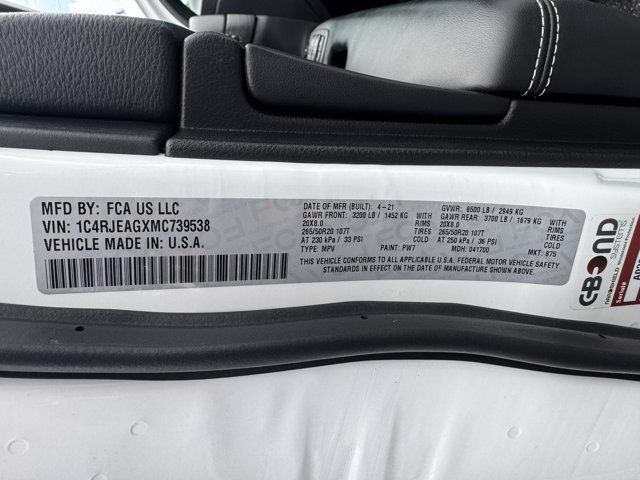 MFD BY: FCA US LLC
VIN: 1C4RJEAGXMC739538
VEHICLE MADE IN: U.S.A.
DATE OF MFR (BUILT): 4-21 GVWR: 6500 LB / 2949 KG
GAWR FRONT: 3200 LB / 1452 KG WITH GAWR REAR: 3700 LB / 1679 KG WITH
20X8.0 RIMS 20X8.0 RIMS
265/50R20 107T TIRES 265/50R20 107T TIRES
AT 230 kPa / 33 PSI COLD AT 250 kPa / 36 PSI COLD
TYPE: MPV PAINT: PW7 MDH: 041700 MKT: 875
THIS VEHICLE CONFORMS TO ALL APPLICABLE U.S.A. FEDERAL MOTOR VEHICLE SAFETY
STANDARDS IN EFFECT ON THE DATE OF MANUFACTURE SHOWN ABOVE.
G-BOND
SYSTEMS
Serial#